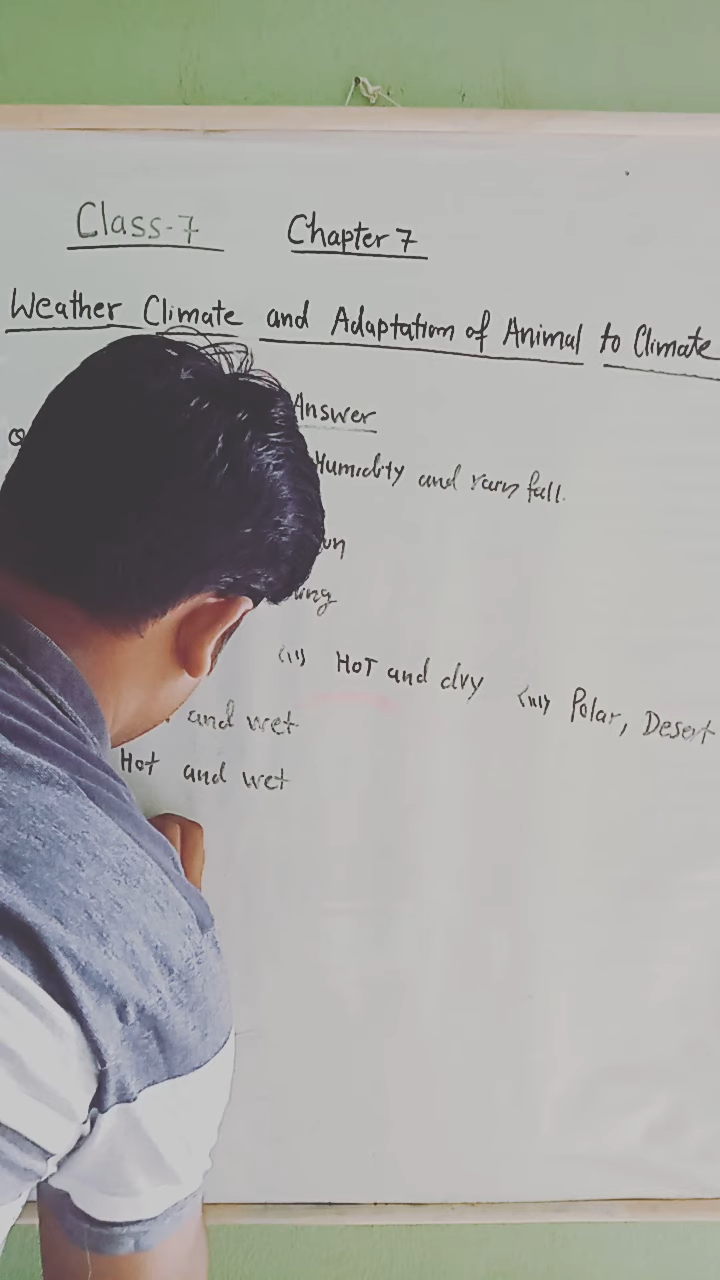 Class-7 Chapter 7
Weather Climate and Adaptation of Animal to Climate
Answer
Humidity and rain fall.
(ii) Hot and dry (iii) Polar, Desert
and wet
Hot and wet